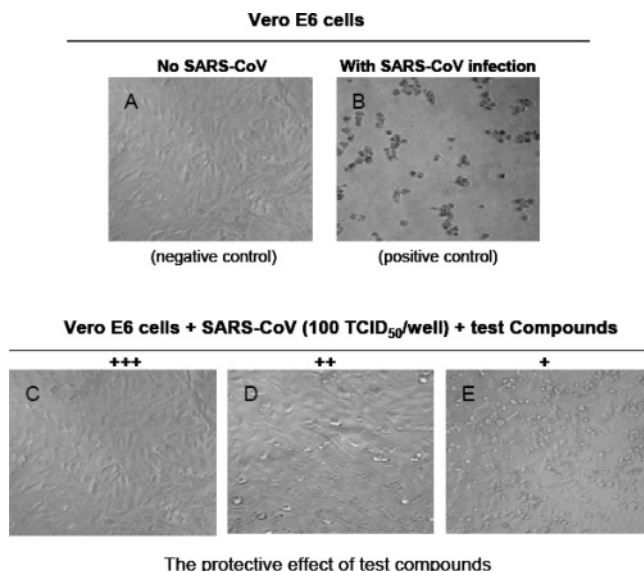 Vero E6 cells
No SARS-CoV With SARS-CoV infection
A B
(negative control) (positive control)
Vero E6 cells + SARS-CoV (100 TCID50/well) + test Compounds
+++ ++ +
C D E
The protective effect of test compounds